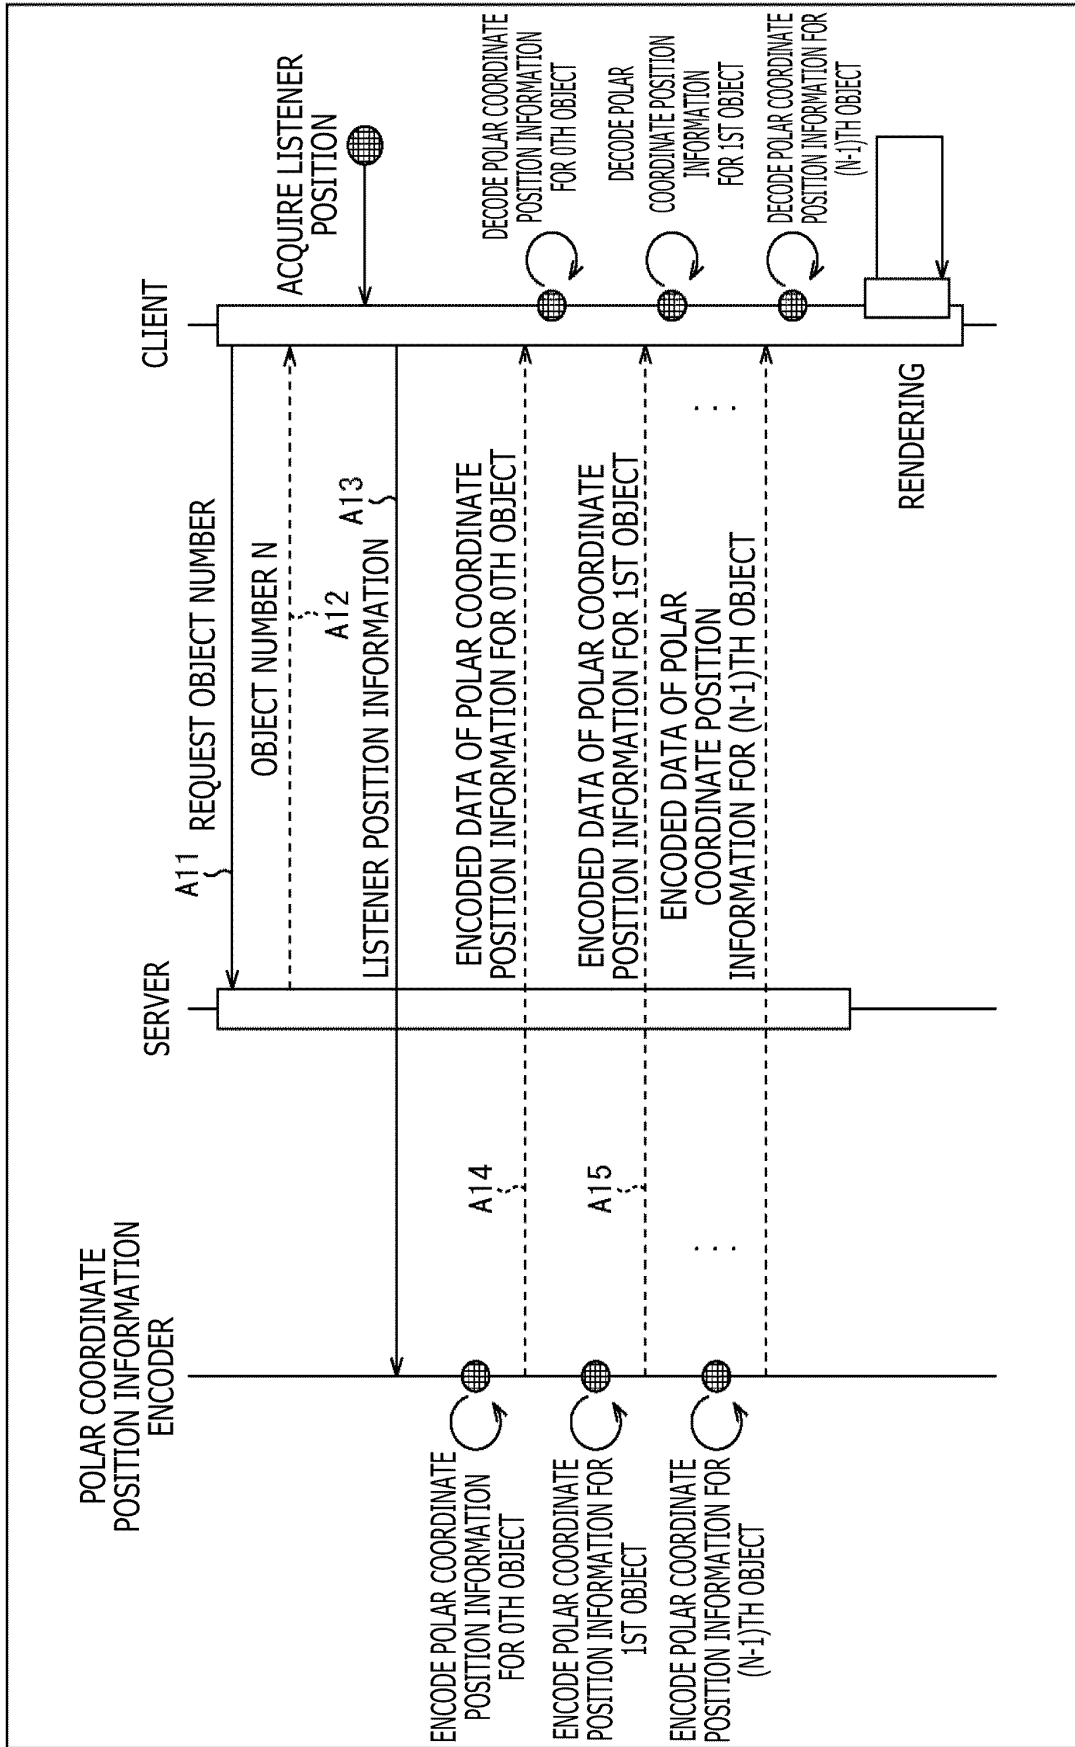 POLAR COORDINATE
POSITION INFORMATION
ENCODER
SERVER
CLIENT
A11
REQUEST OBJECT NUMBER
OBJECT NUMBER N
A12
ACQUIRE LISTENER
POSITION
LISTENER POSITION INFORMATION
A13
ENCODE POLAR COORDINATE
POSITION INFORMATION
FOR 0TH OBJECT
A14
ENCODED DATA OF POLAR COORDINATE
POSITION INFORMATION FOR 0TH OBJECT
DECODE POLAR COORDINATE
POSITION INFORMATION
FOR 0TH OBJECT
ENCODE POLAR COORDINATE
POSITION INFORMATION FOR
1ST OBJECT
A15
ENCODED DATA OF POLAR COORDINATE
POSITION INFORMATION FOR 1ST OBJECT
DECODE POLAR
COORDINATE POSITION
INFORMATION
FOR 1ST OBJECT
ENCODE POLAR COORDINATE
POSITION INFORMATION FOR
(N-1)TH OBJECT
. . .
ENCODED DATA OF POLAR
COORDINATE POSITION
INFORMATION FOR (N-1)TH OBJECT
. . .
DECODE POLAR COORDINATE
POSITION INFORMATION FOR
(N-1)TH OBJECT
RENDERING